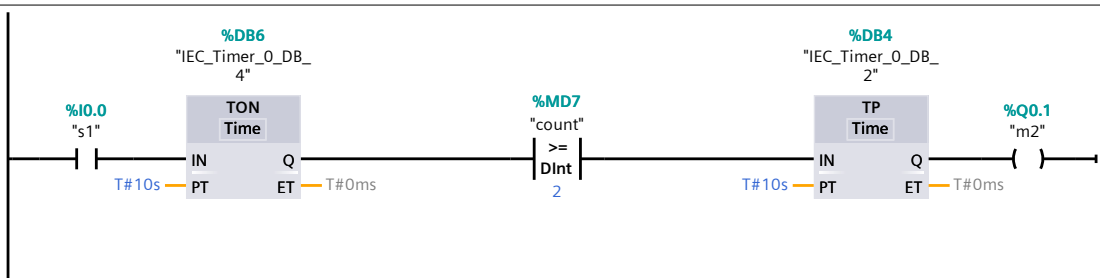 %DB6
"IEC_Timer_0_DB_
4"
%DB4
"IEC_Timer_0_DB_
2"
%I0.0
"s1"
TON
Time
%MD7
"count"
TP
Time
%Q0.1
"m2"
IN
Q
>=
DInt
2
IN
Q
T#10s
PT
ET
T#0ms
T#10s
PT
ET
T#0ms